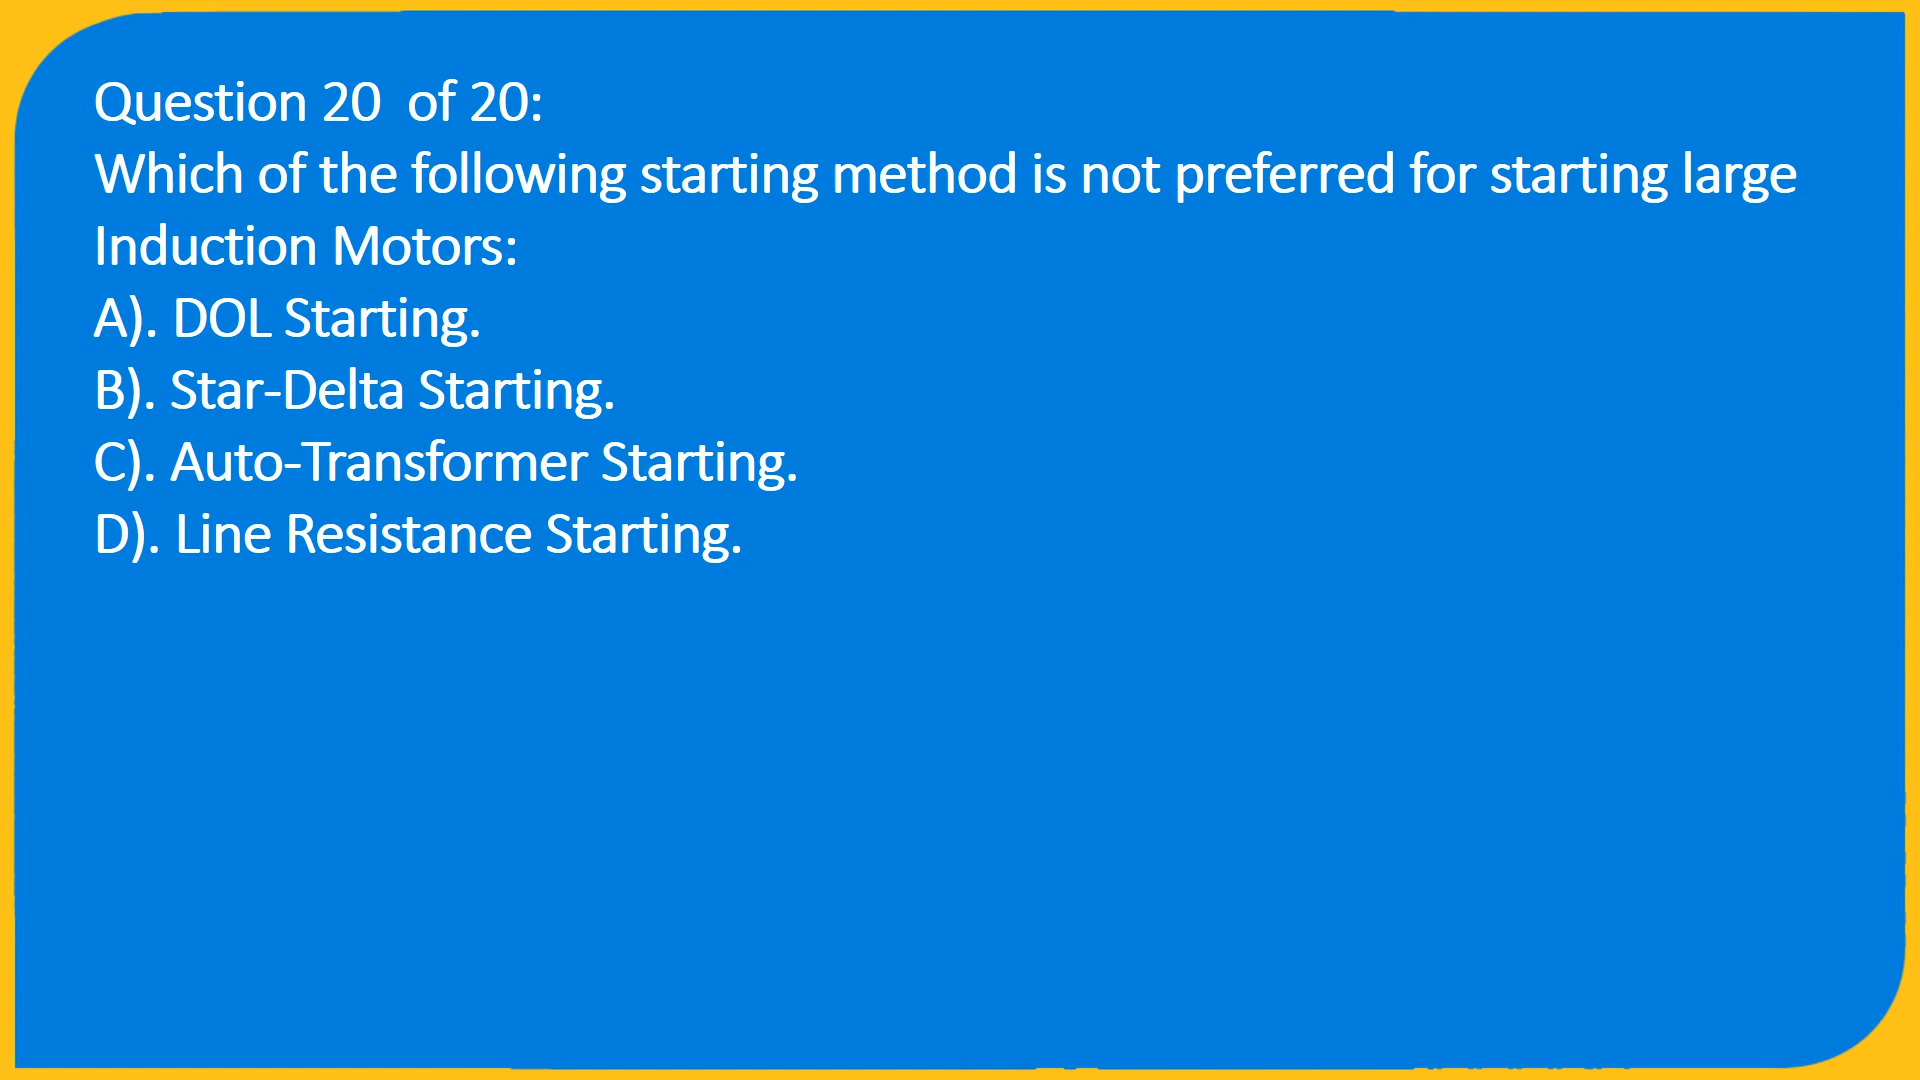 Question 20  of 20:
Which of the following starting method is not preferred for starting large
Induction Motors:
A). DOL Starting.
B). Star-Delta Starting.
C). Auto-Transformer Starting.
D). Line Resistance Starting.